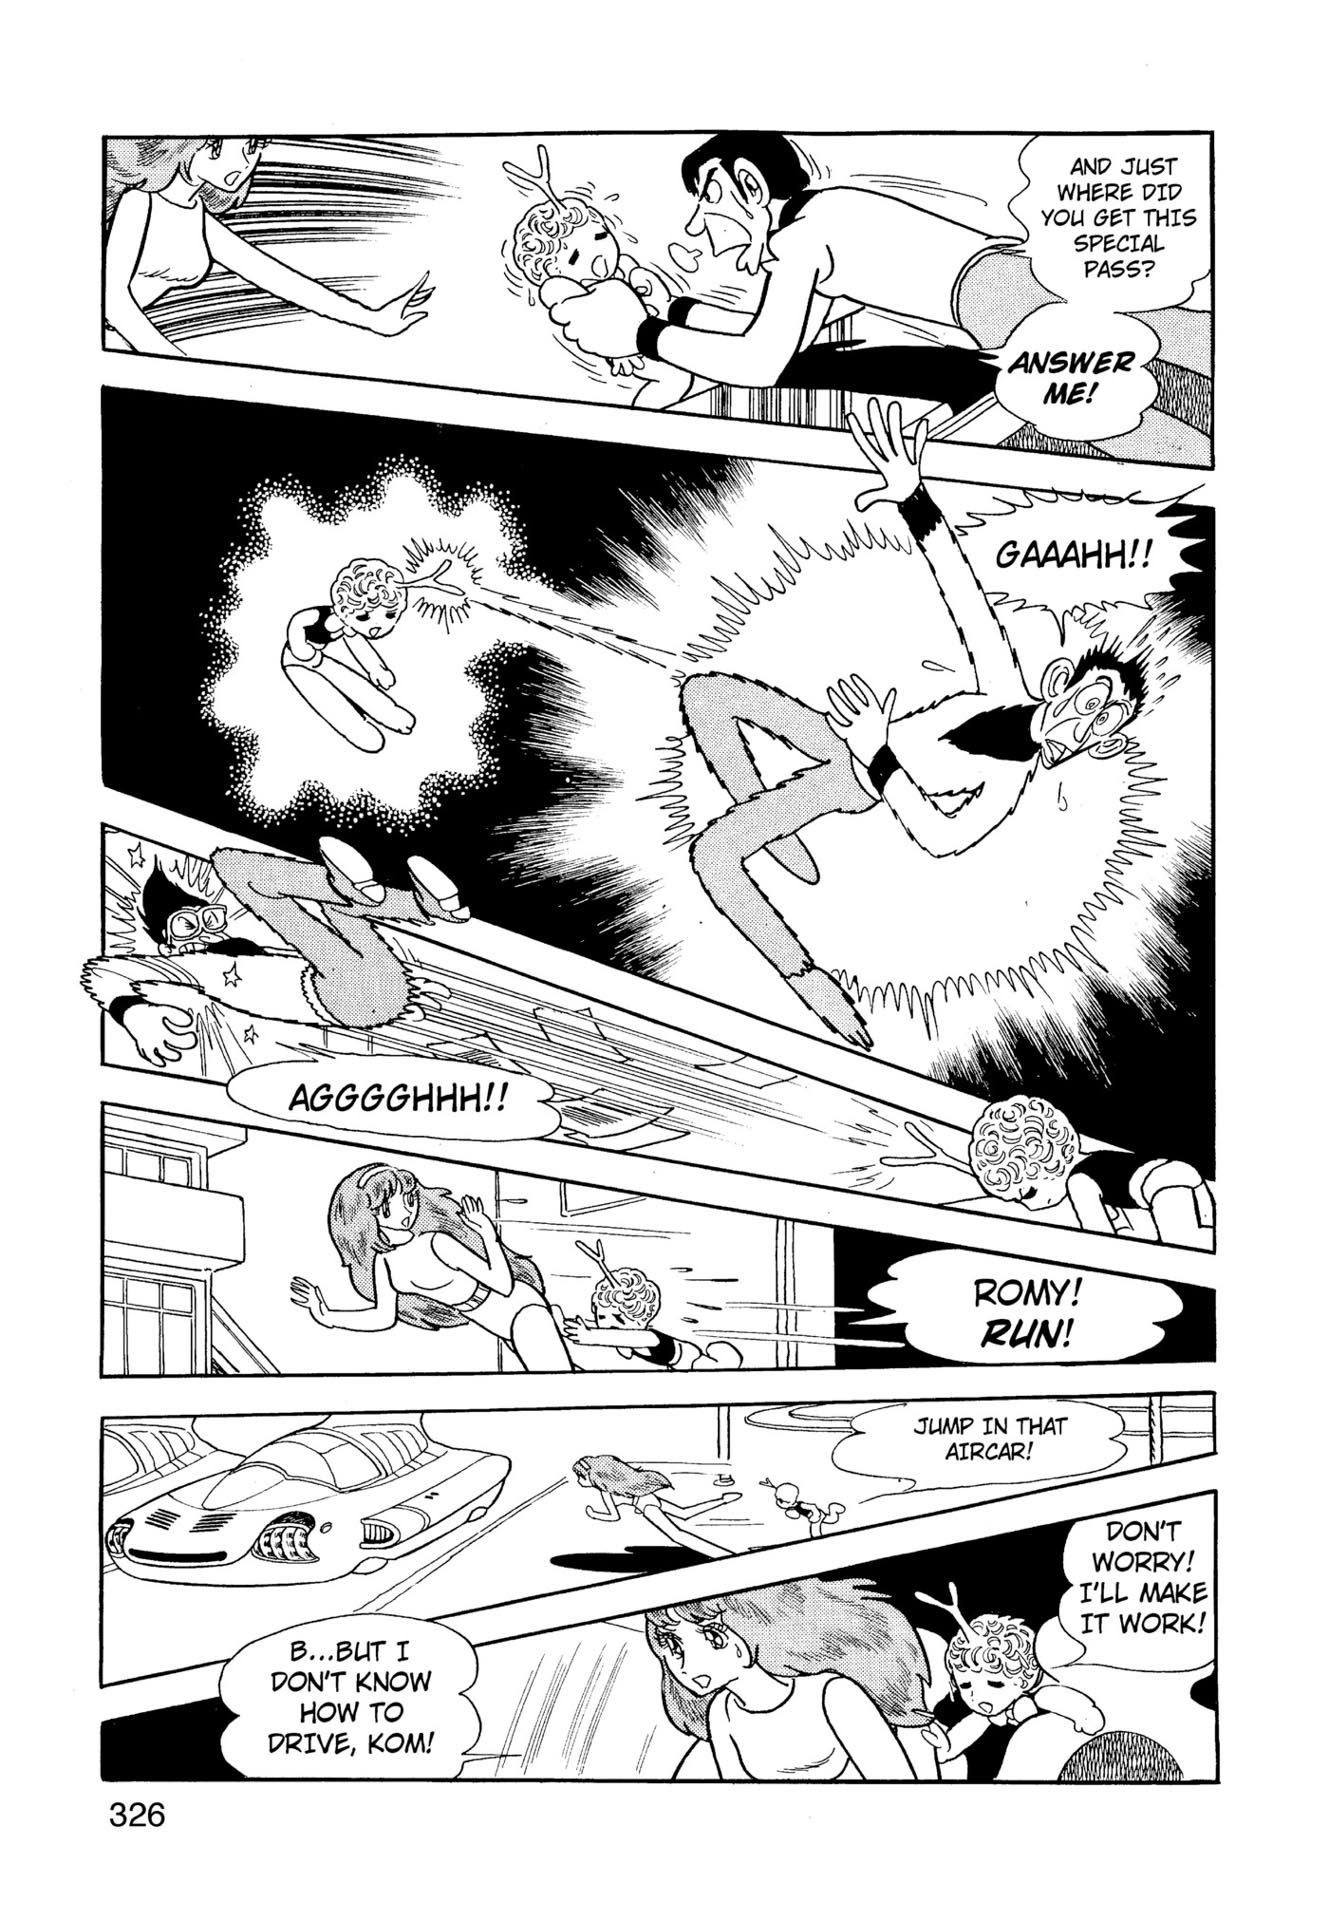 AND JUST
WHERE DID
YOU GET THIS
SPECIAL
PASS?
ANSWER
ME!
GAAAHH!!
AGGGGHHH!!
ROMY!
RUN!
JUMP IN THAT
AIRCAR!
DON'T
WORRY!
I'LL MAKE
IT WORK!
B...BUT I
DON'T KNOW
HOW TO
DRIVE, KOM!
326